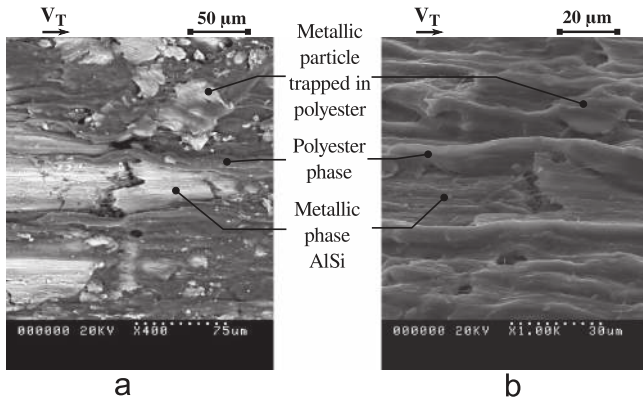 V_T
50 µm
Metallic
particle
trapped in
polyester
Polyester
phase
Metallic
phase
AlSi
V_T
20 µm
000000 20KV X400 75um
000000 20KV X1.00K 30um
a
b